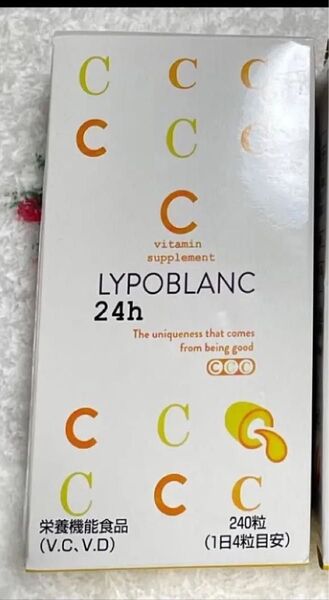 C C C
C C C
C
vitamin
supplement
LYPOBLANC
24h
The uniqueness that comes
from being good
CCC
C C
C C C
栄養機能食品
(V.C、V.D)
240粒
(1日4粒目安)